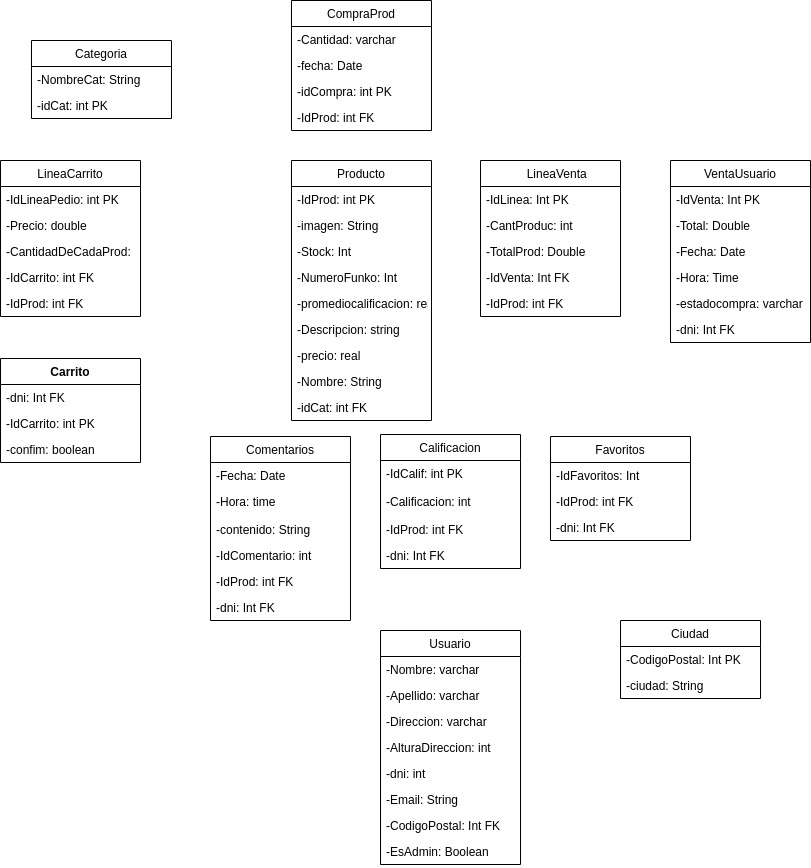 CompraProd
-Cantidad: varchar
-fecha: Date
-idCompra: int PK
-IdProd: int FK
Categoria
-NombreCat: String
-idCat: int PK
LineaCarrito
-IdLineaPedio: int PK
-Precio: double
-CantidadDeCadaProd:
-IdCarrito: int FK
-IdProd: int FK
Producto
-IdProd: int PK
-imagen: String
-Stock: Int
-NumeroFunko: Int
-promediocalificacion: re
-Descripcion: string
-precio: real
-Nombre: String
-idCat: int FK
LineaVenta
-IdLinea: Int PK
-CantProduc: int
-TotalProd: Double
-IdVenta: Int FK
-IdProd: int FK
VentaUsuario
-IdVenta: Int PK
-Total: Double
-Fecha: Date
-Hora: Time
-estadocompra: varchar
-dni: Int FK
Carrito
-dni: Int FK
-IdCarrito: int PK
-confim: boolean
Comentarios
-Fecha: Date
-Hora: time
-contenido: String
-IdComentario: int
-IdProd: int FK
-dni: Int FK
Calificacion
-IdCalif: int PK
-Calificacion: int
-IdProd: int FK
-dni: Int FK
Favoritos
-IdFavoritos: Int
-IdProd: int FK
-dni: Int FK
Usuario
-Nombre: varchar
-Apellido: varchar
-Direccion: varchar
-AlturaDireccion: int
-dni: int
-Email: String
-CodigoPostal: Int FK
-EsAdmin: Boolean
Ciudad
-CodigoPostal: Int PK
-ciudad: String